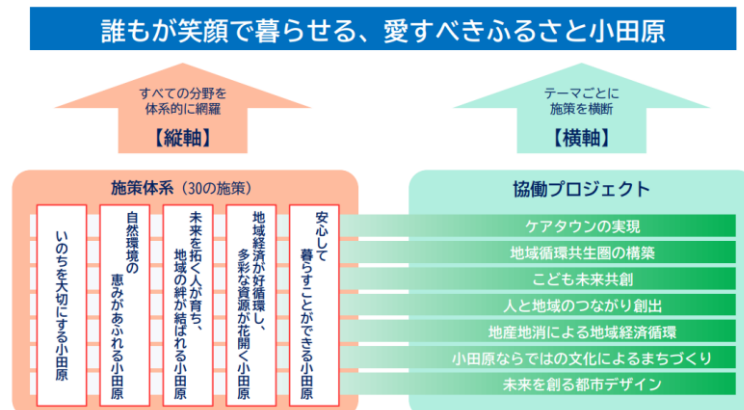 誰もが笑顔で暮らせる、愛すべきふるさと小田原
すべての分野を
体系的に網羅
【縦軸】
テーマごとに
施策を横断
【横軸】
施策体系（30の施策）
いのちを大切にする小田原
自然環境の
恵みがあふれる小田原
未来を拓く人が育ち、
地域の絆が結ばれる小田原
地域経済が好循環し、
多彩な資源が花開く小田原
安心して
暮らすことができる小田原
協働プロジェクト
ケアタウンの実現
地域循環共生圏の構築
こども未来共創
人と地域のつながり創出
地産地消による地域経済循環
小田原ならではの文化によるまちづくり
未来を創る都市デザイン